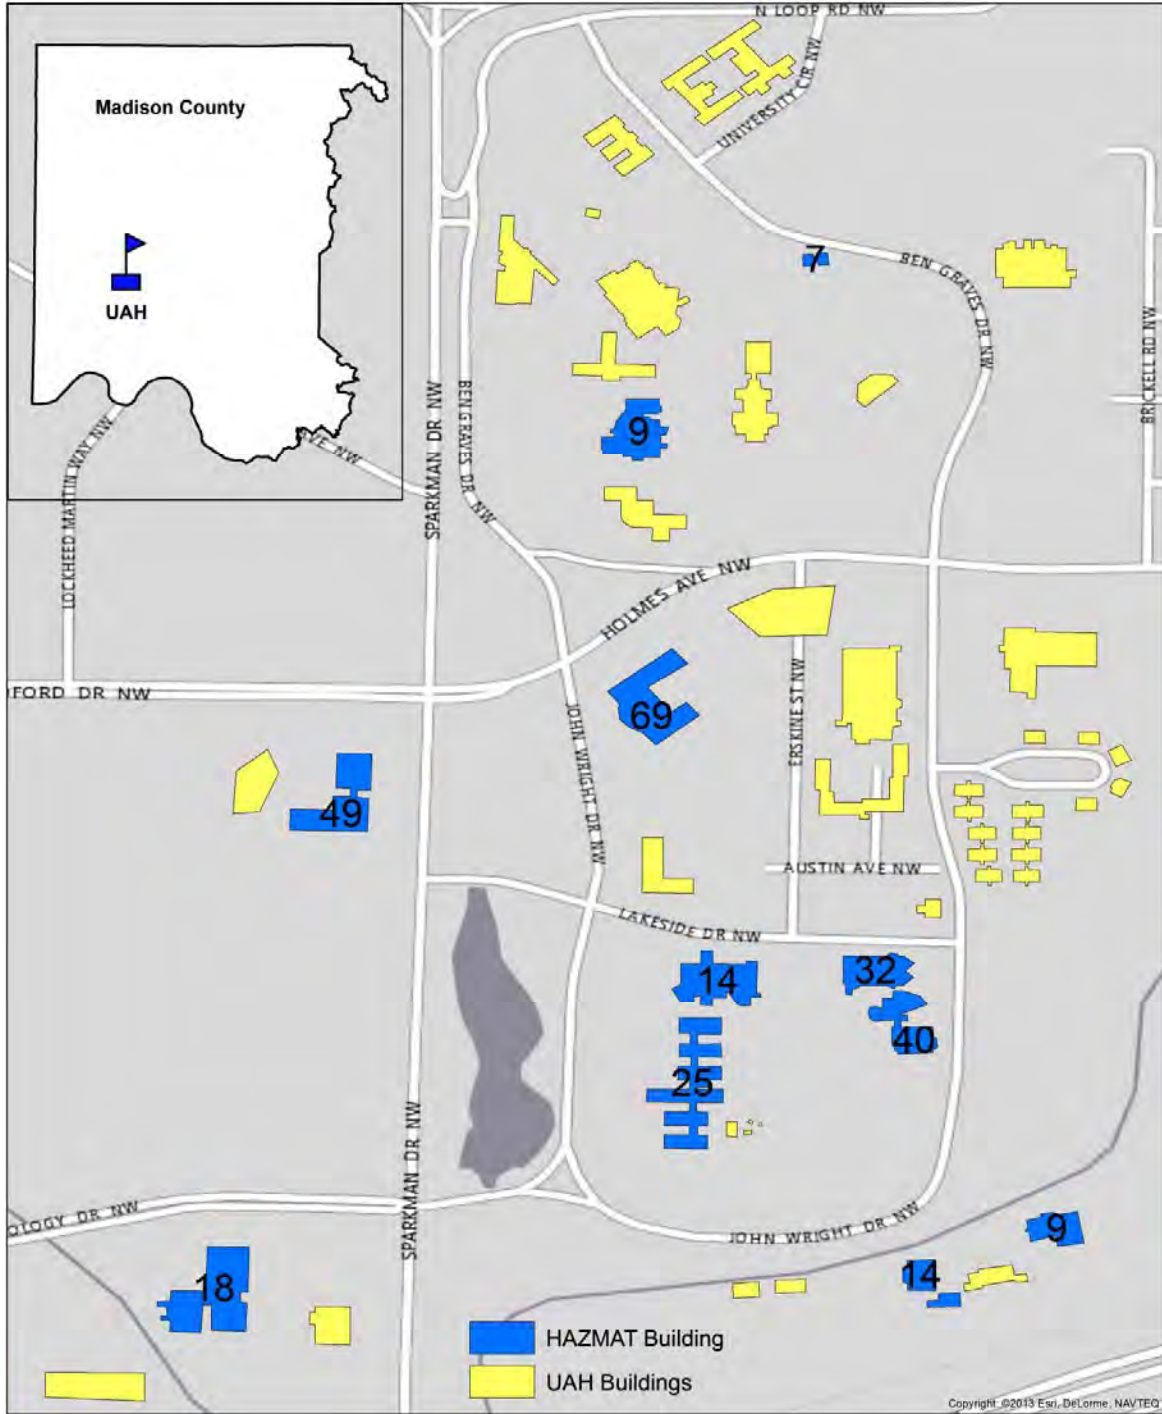 N LOOP RD NW
Madison County
UNIVERSITY CIR NW
UAH
7
BEN GRAVES DR NW
BRICKELL RD NW
SPARKMAN DR NW
BEN GRAVES DR NW
9
AVE NW
LOCKHEED MARTIN WAY NW
HOLMES AVE NW
FORD DR NW
69
ERSKINE ST NW
JOHN WRIGHT DR NW
49
AUSTIN AVE NW
LAKESIDE DR NW
14
32
40
25
SPARKMAN DR NW
OLOGY DR NW
JOHN WRIGHT DR NW
9
14
18
HAZMAT Building
UAH Buildings
Copyright ©2013 Esri, DeLorme, NAVTEQ